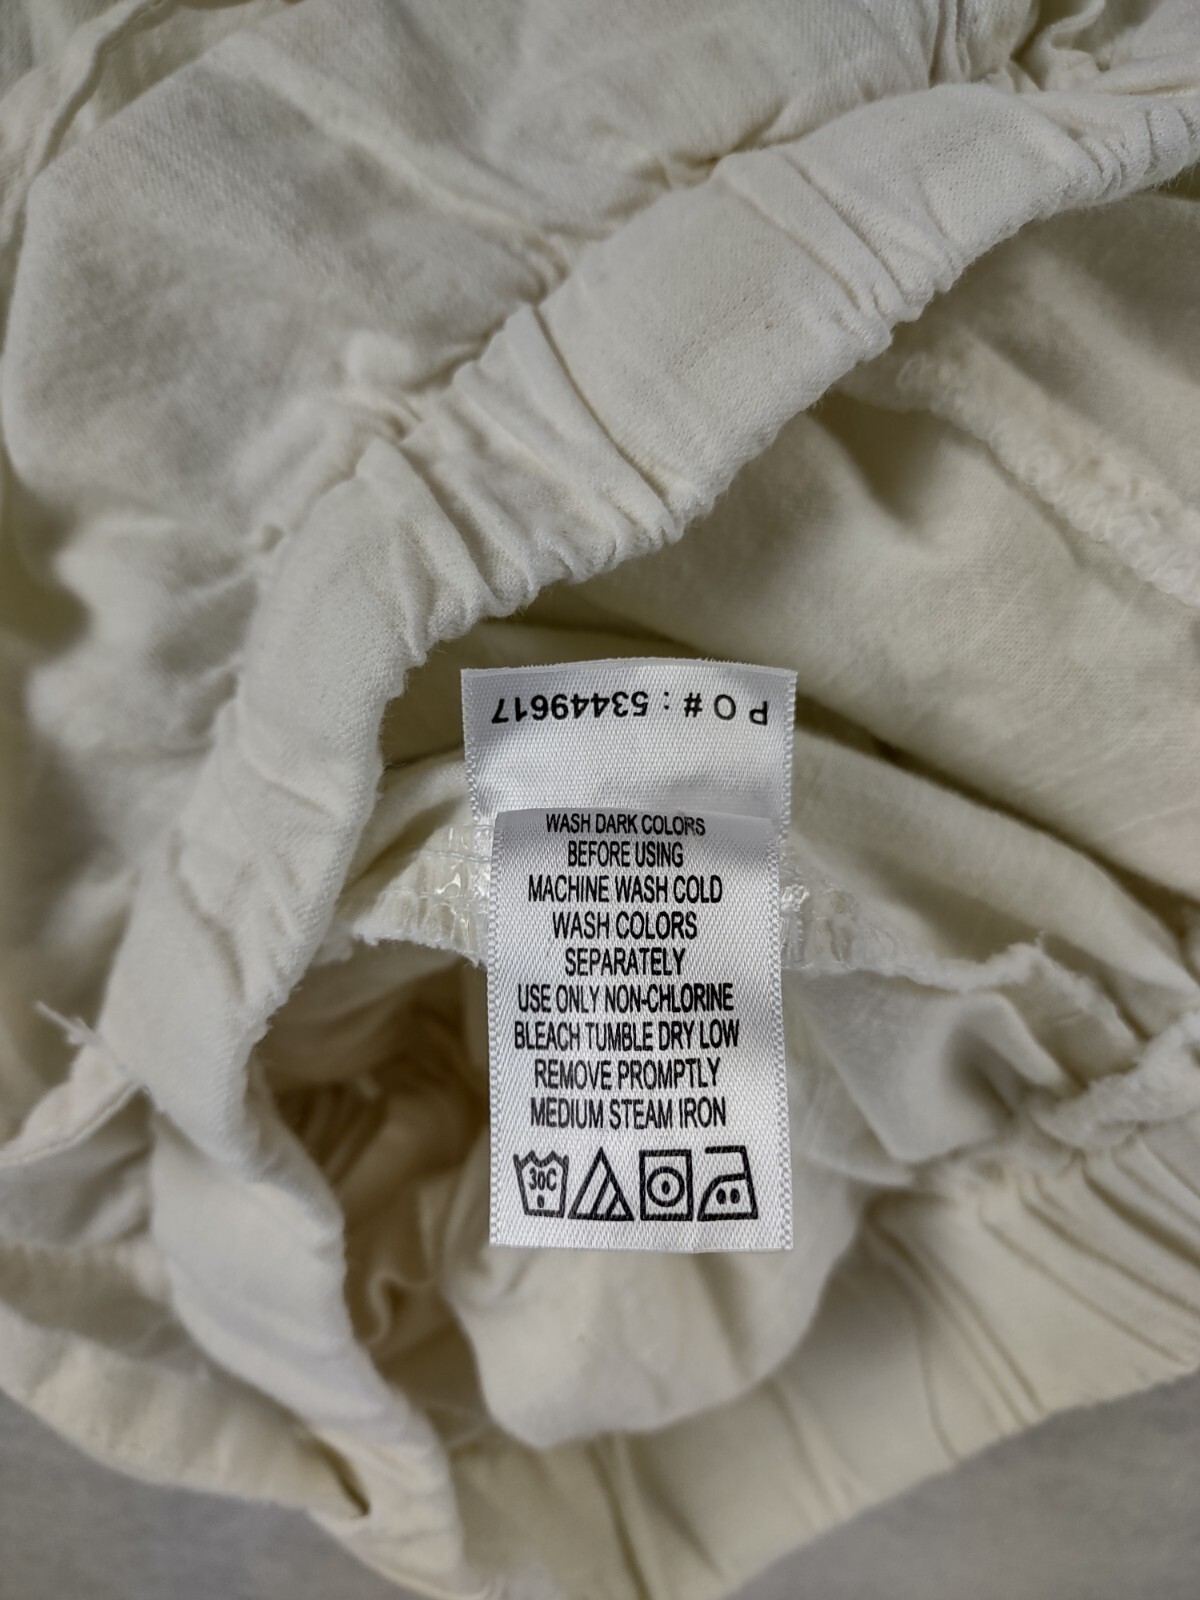 PO#: 53449617
WASH DARK COLORS
BEFORE USING
MACHINE WASH COLD
WASH COLORS
SEPARATELY
USE ONLY NON-CHLORINE
BLEACH TUMBLE DRY LOW
REMOVE PROMPTLY
MEDIUM STEAM IRON
30C